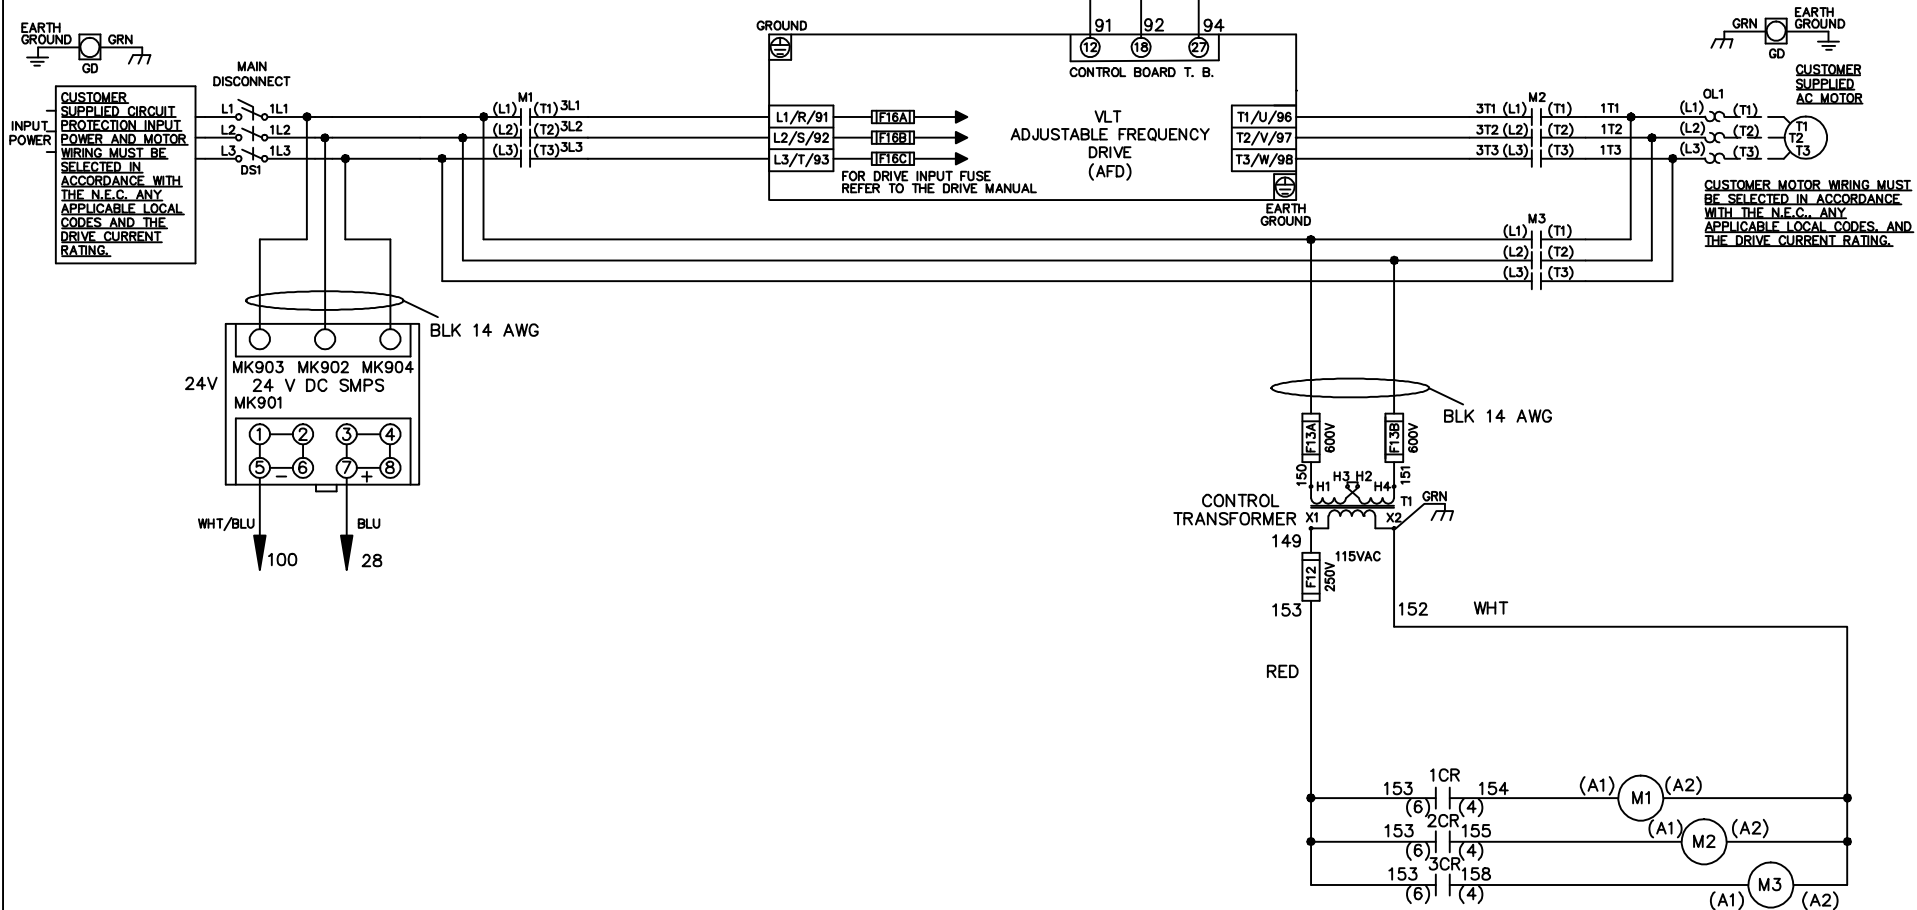 EARTH
GROUND
GRN
GD
MAIN
DISCONNECT
INPUT
POWER
CUSTOMER
SUPPLIED CIRCUIT
PROTECTION INPUT
POWER AND MOTOR
WIRING MUST BE
SELECTED IN
ACCORDANCE WITH
THE N.E.C. ANY
APPLICABLE LOCAL
CODES AND THE
DRIVE CURRENT
RATING.
L1 1L1
L2 1L2
L3 1L3
DS1
M1
(L1) (T1) 3L1
(L2) (T2) 3L2
(L3) (T3) 3L3
GROUND
91 92 94
12 18 27
CONTROL BOARD T. B.
L1/R/91 F16A
L2/S/92 F16B
L3/T/93 F16C
FOR DRIVE INPUT FUSE
REFER TO THE DRIVE MANUAL
VLT
ADJUSTABLE FREQUENCY
DRIVE
(AFD)
T1/U/96
T2/V/97
T3/W/98
EARTH
GROUND
M2
3T1 (L1) (T1) 1T1
3T2 (L2) (T2) 1T2
3T3 (L3) (T3) 1T3
M3
(L1) (T1)
(L2) (T2)
(L3) (T3)
GRN
EARTH
GROUND
GD
CUSTOMER
SUPPLIED
AC MOTOR
OL1
(L1) (T1)
(L2) (T2)
(L3) (T3)
T1
T2
T3
CUSTOMER MOTOR WIRING MUST
BE SELECTED IN ACCORDANCE
WITH THE N.E.C., ANY
APPLICABLE LOCAL CODES, AND
THE DRIVE CURRENT RATING.
BLK 14 AWG
MK903 MK902 MK904
24V 24 V DC SMPS
MK901
1 2 3 4
5 6 7 8
− +
WHT/BLU BLU
100 28
BLK 14 AWG
F13A 600V
F13B 600V
150 151
H1 H3 H2 H4
T1
GRN
CONTROL
TRANSFORMER
X1 X2
149
115VAC
F12 250V
153 152 WHT
RED
1CR
153 154 (A1) M1 (A2)
(6) (4)
2CR
153 155 (A1) M2 (A2)
(6) (4)
3CR
153 158 M3
(6) (4) (A1) (A2)